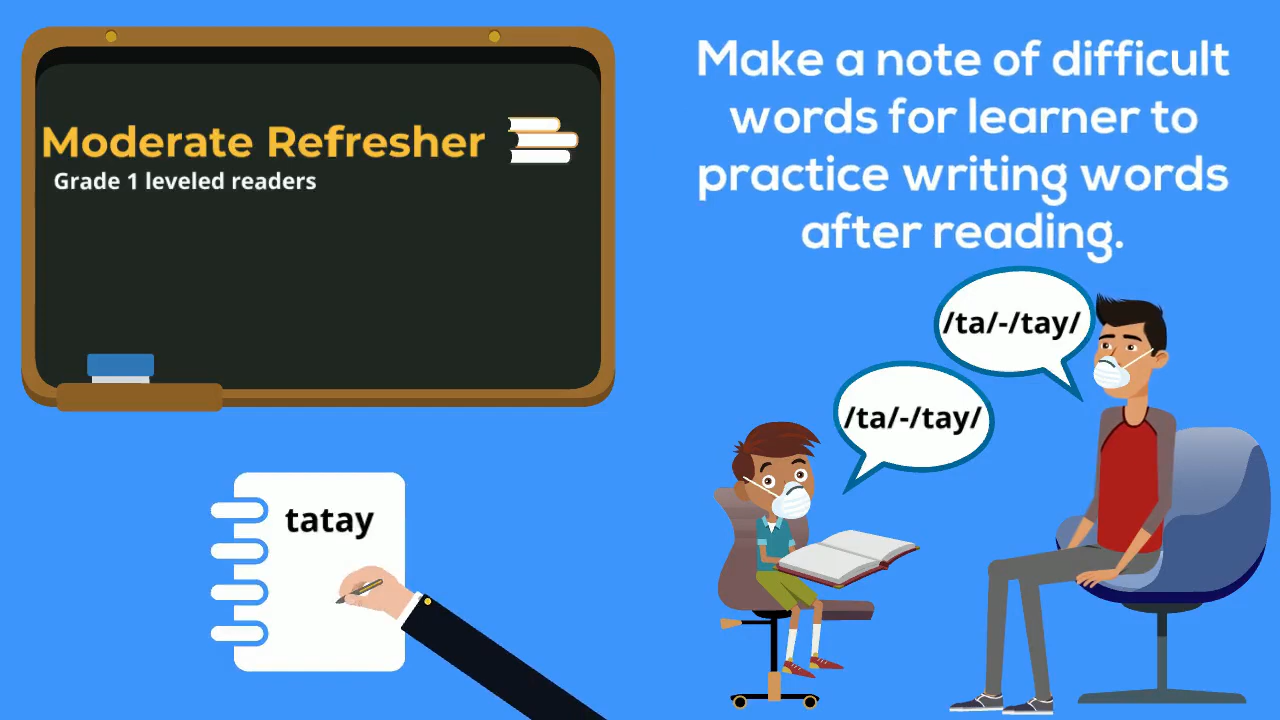 Moderate Refresher
Grade 1 leveled readers
Make a note of difficult
words for learner to
practice writing words
after reading.
/ta/-/tay/
/ta/-/tay/
tatay